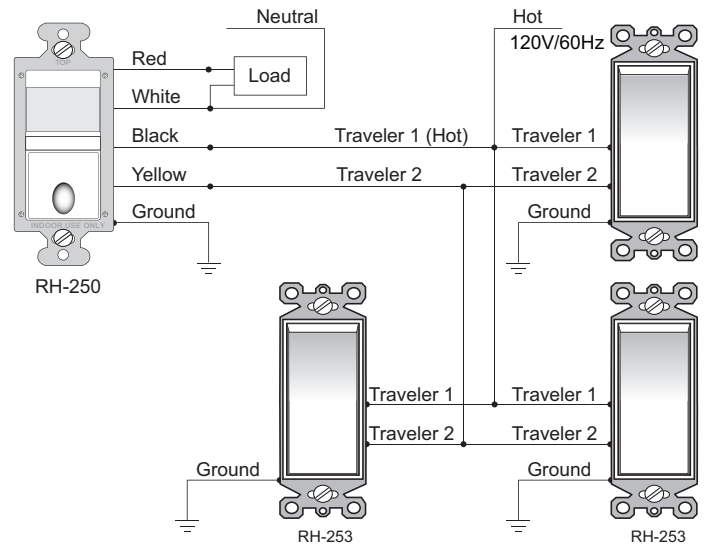 Neutral
Hot
120V/60Hz
TOP
Red
Load
White
Black
Traveler 1 (Hot)
Traveler 1
Yellow
Traveler 2
Traveler 2
Ground
Ground
INDOOR USE ONLY
RH-250
Traveler 1
Traveler 1
Traveler 2
Traveler 2
Ground
Ground
RH-253
RH-253